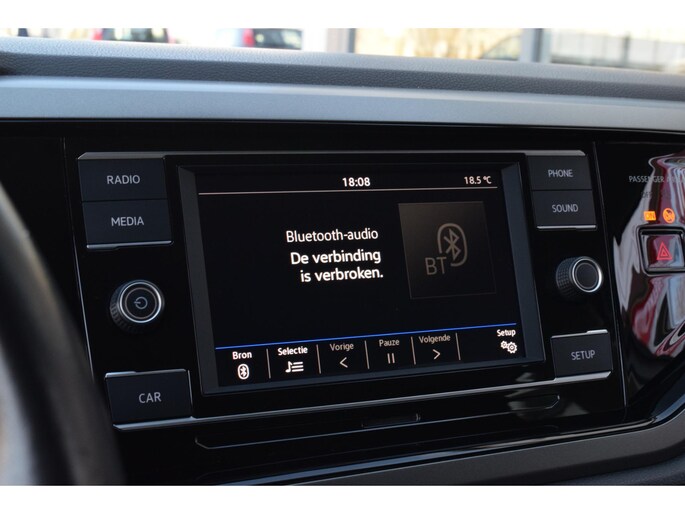 RADIO
MEDIA
CAR
18:08
18.5 °C
Bluetooth-audio
De verbinding
is verbroken.
BT
Bron
Selectie
Vorige
Pauze
Volgende
Setup
PHONE
SOUND
SETUP
PASSENGER